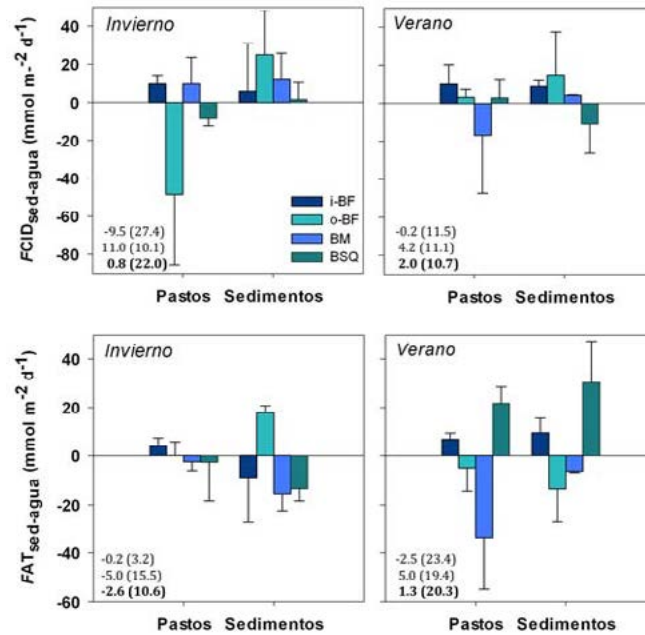 Invierno
Verano
FCIDsed-agua (mmol m-⁻² d⁻¹)
40
20
0
-20
-40
-60
-80
i-BF
o-BF
BM
BSQ
-9.5 (27.4)
11.0 (10.1)
0.8 (22.0)
-0.2 (11.5)
4.2 (11.1)
2.0 (10.7)
Pastos Sedimentos
Pastos Sedimentos
Invierno
Verano
FATsed-agua (mmol m⁻² d⁻¹)
40
20
0
-20
-40
-60
-0.2 (3.2)
-5.0 (15.5)
-2.6 (10.6)
-2.5 (23.4)
5.0 (19.4)
1.3 (20.3)
Pastos Sedimentos
Pastos Sedimentos